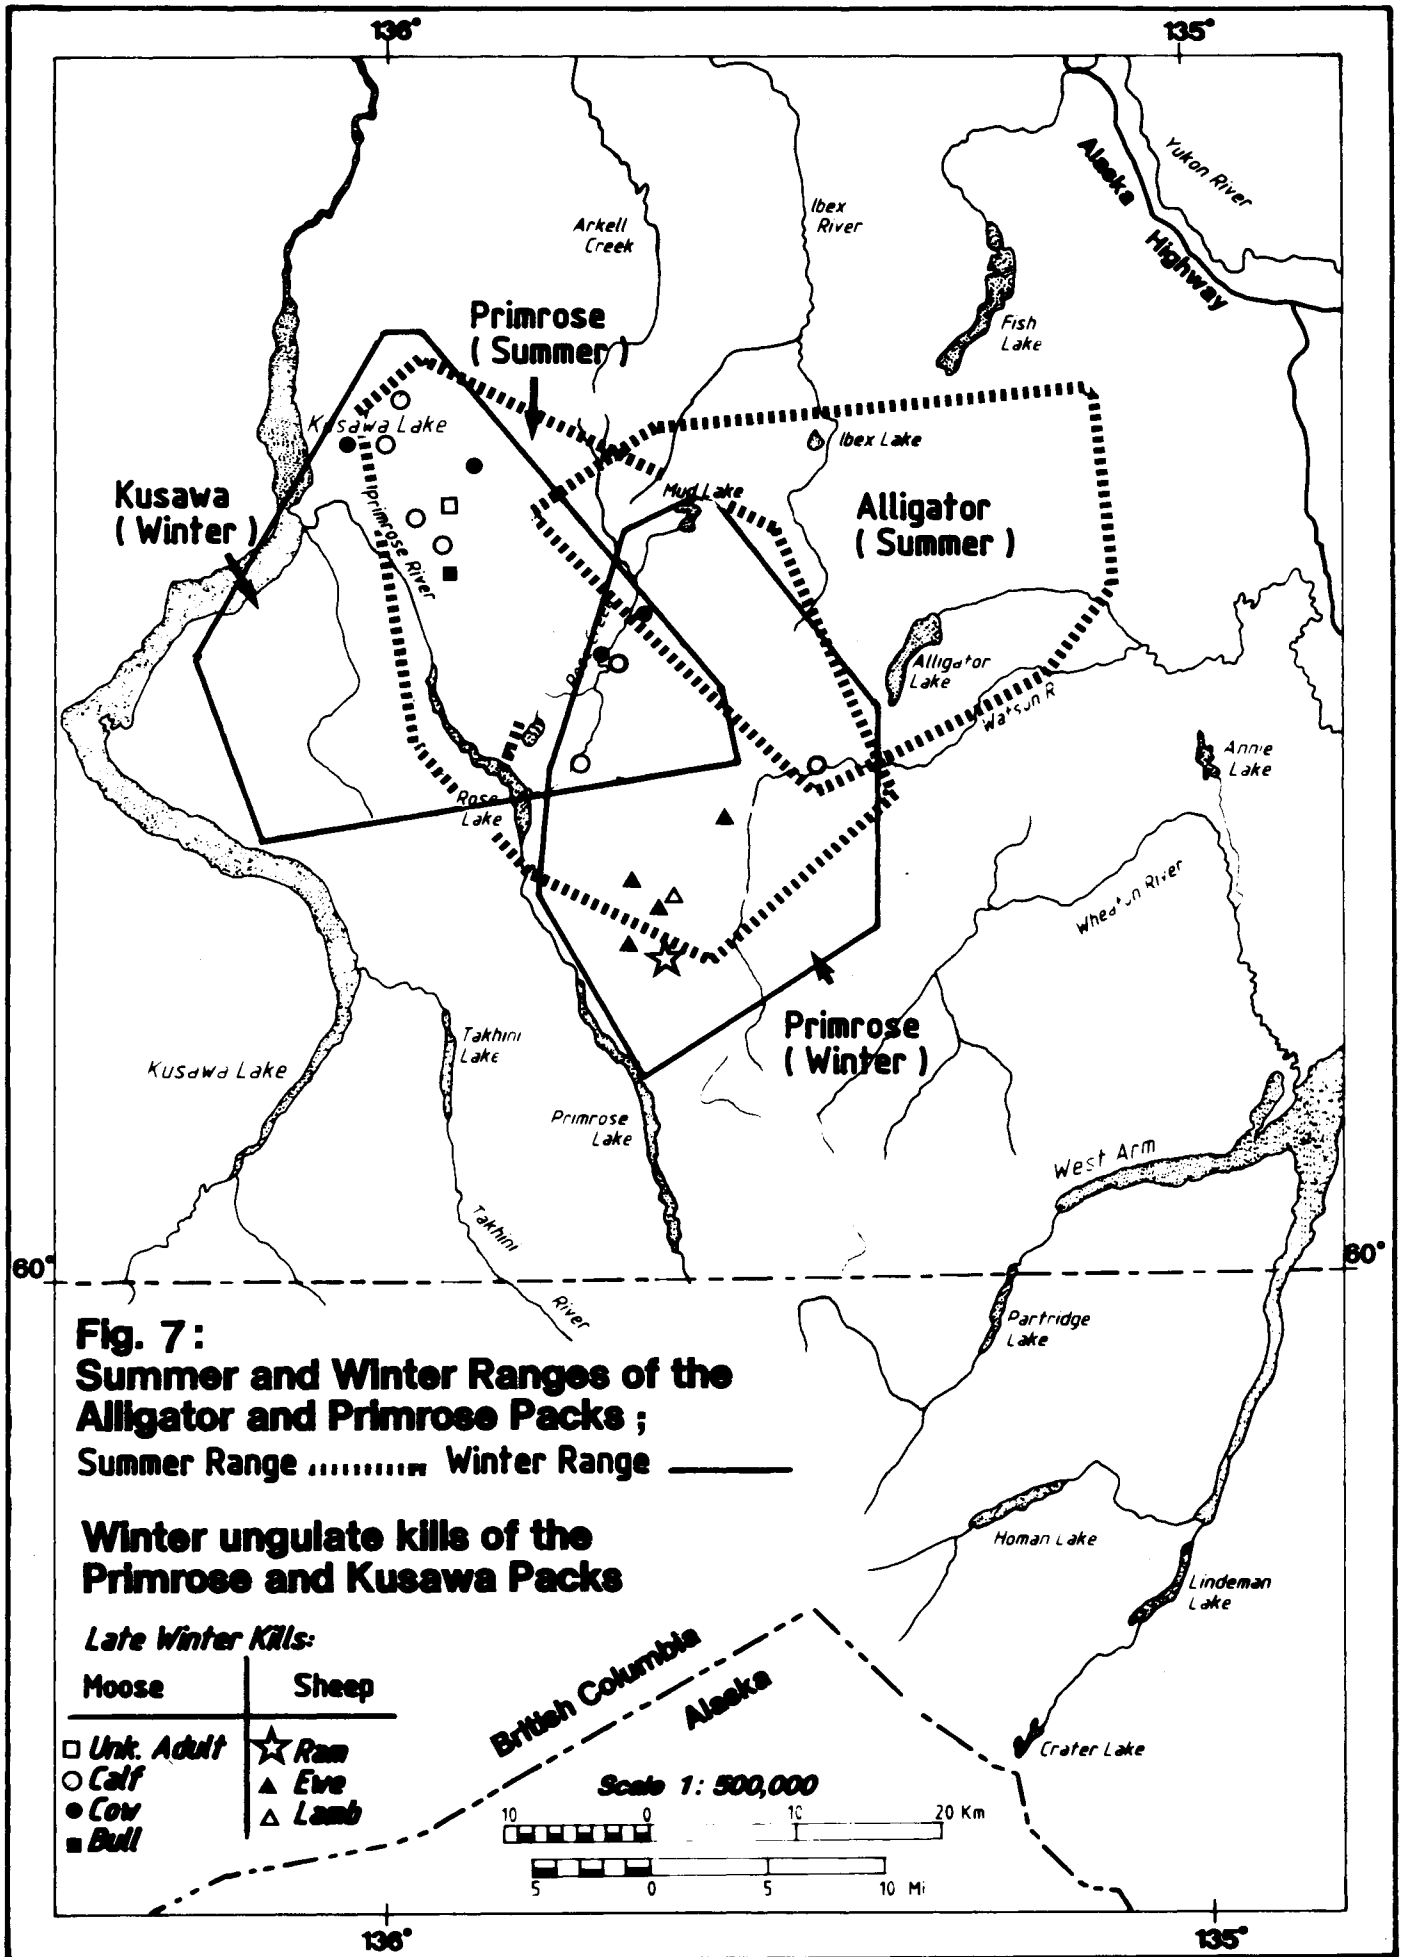 136°
135°
Alaska
Highway
Yukon River
Arkell
Creek
Ibex
River
Fish
Lake
Primrose
( Summer )
Kusawa Lake
Ibex Lake
Kusawa
( Winter )
Primrose River
Mud Lake
Alligator
( Summer )
Alligator
Lake
Watson R
Annie
Lake
Rose
Lake
Wheaton River
Primrose
( Winter )
Takhini
Lake
Kusawa Lake
Primrose
Lake
West Arm
Takhini
River
60°
60°
Partridge
Lake
Fig. 7:
Summer and Winter Ranges of the
Alligator and Primrose Packs ;
Summer Range Winter Range
Homan Lake
Winter ungulate kills of the
Primrose and Kusawa Packs
Lindeman
Lake
Late Winter Kills:
Moose Sheep
Unk. Adult Ram
Calf Ewe
Cow Lamb
Bull
British Columbia
Alaska
Crater Lake
Scale 1: 500,000
10 0 10 20 Km
5 0 5 10 Mi
136°
135°